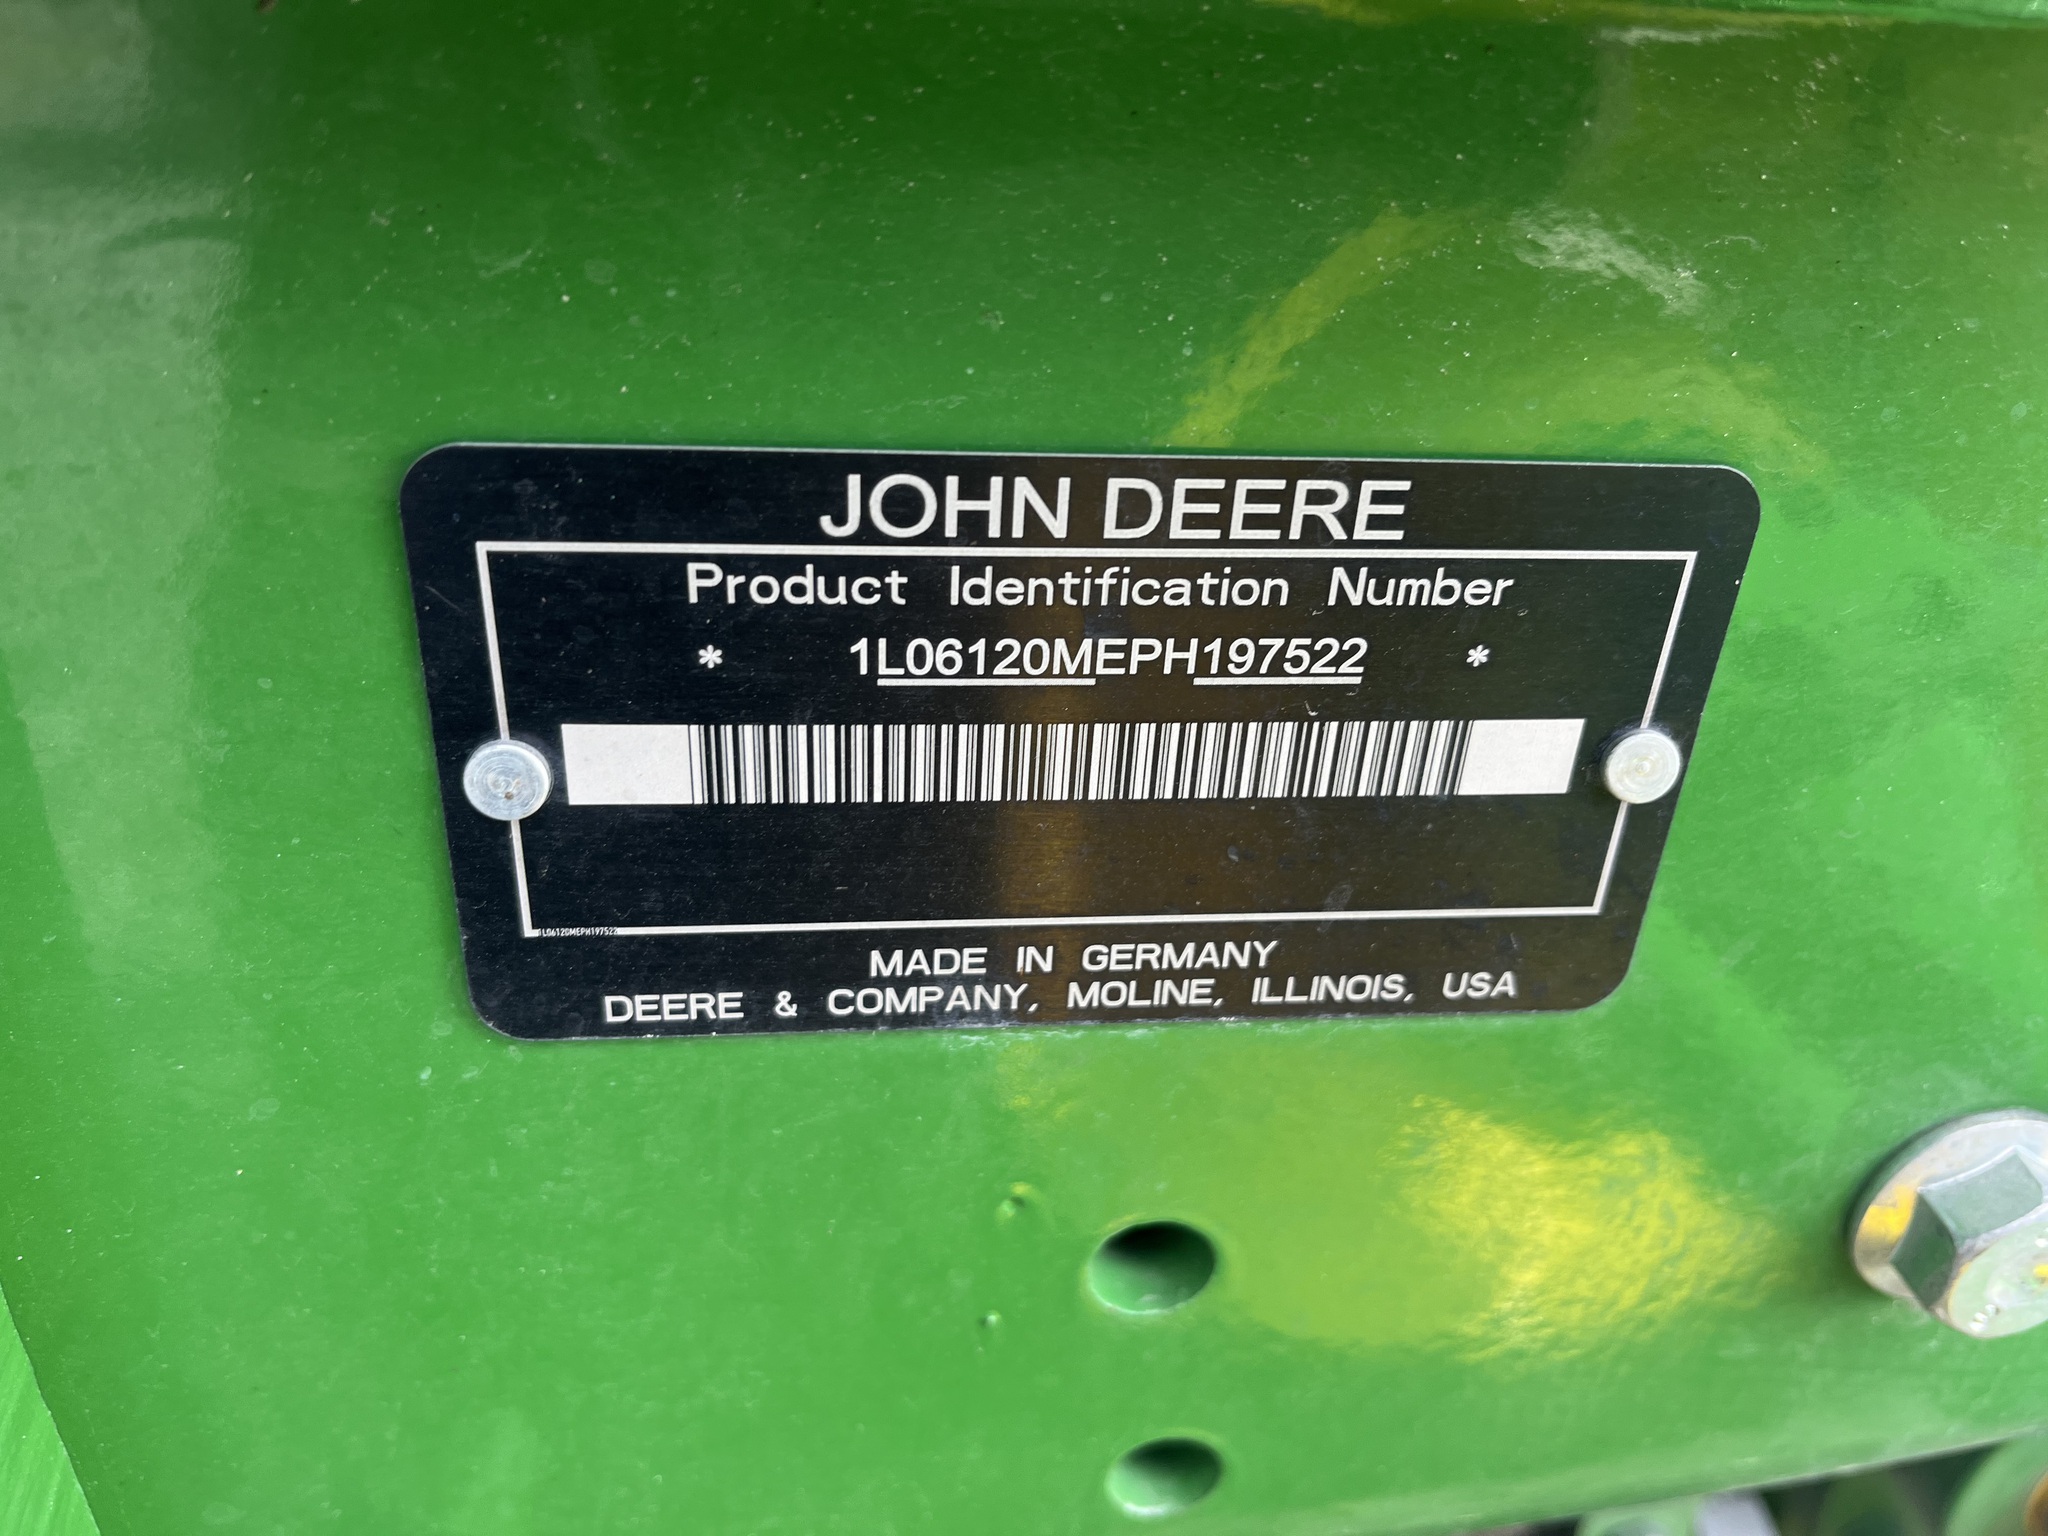 JOHN DEERE
Product Identification Number
* 1L06120MEPH197522 *
1L06120MEPH197522
MADE IN GERMANY
DEERE & COMPANY, MOLINE, ILLINOIS, USA